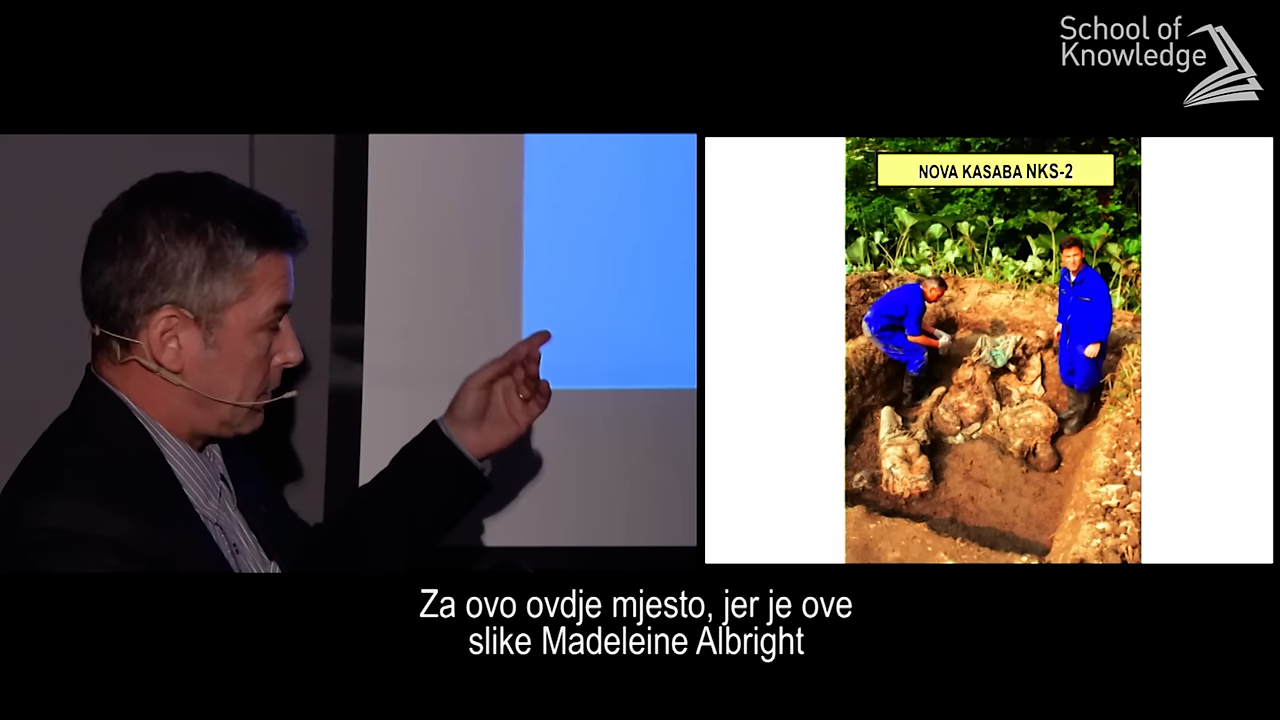 School of
Knowledge
NOVA KASABA NKS-2
Za ovo ovdje mjesto, jer je ove
slike Madeleine Albright